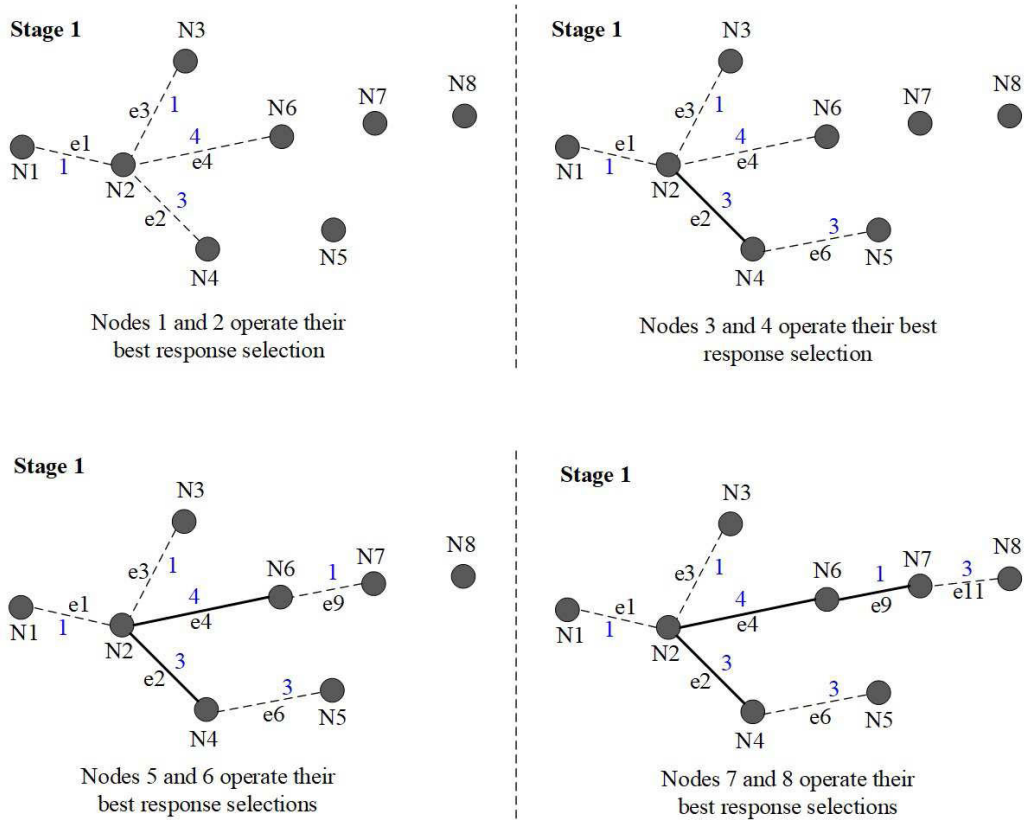 Stage 1
N3
N8
N7
N6
e3
1
4
e1
N1
1
e4
N2
3
e2
N4
N5
Nodes 1 and 2 operate their
best response selection
Stage 1
N3
N8
N7
N6
e3
1
4
e1
N1
1
e4
N2
3
e2
3
e6
N5
N4
Nodes 3 and 4 operate their best
response selection
Stage 1
N3
N8
N7
N6
e3
1
1
4
e9
e1
N1
1
e4
N2
3
e2
3
e6
N5
N4
Nodes 5 and 6 operate their
best response selections
Stage 1
N3
N8
N7
N6
e3
1
1
3
4
e9
e11
e1
N1
1
e4
N2
3
e2
3
e6
N5
N4
Nodes 7 and 8 operate their
best response selections